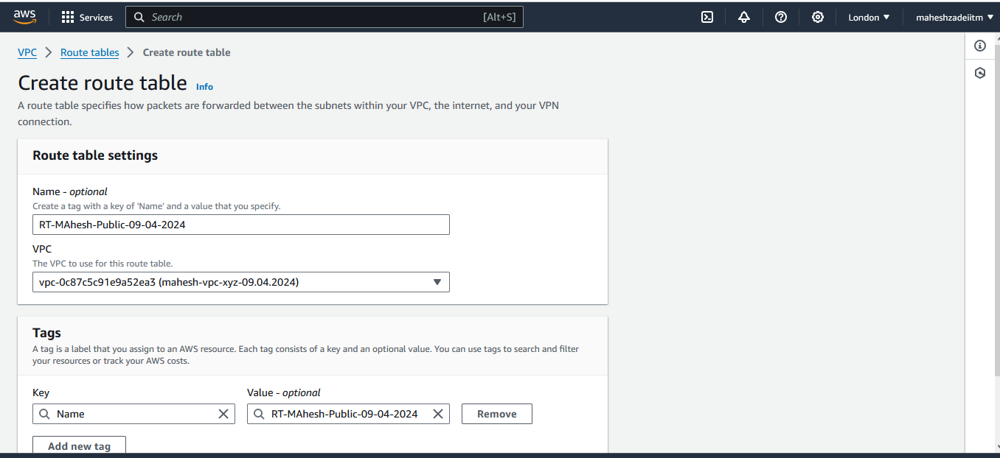 aws Services Search [Alt+S] London maheshzadeiitm
VPC Route tables Create route table
Create route table Info
A route table specifies how packets are forwarded between the subnets within your VPC, the internet, and your VPN
connection.
Route table settings
Name - optional
Create a tag with a key of 'Name' and a value that you specify.
RT-MAhesh-Public-09-04-2024
VPC
The VPC to use for this route table.
vpc-0c87c5c91e9a52ea3 (mahesh-vpc-xyz-09.04.2024)
Tags
A tag is a label that you assign to an AWS resource. Each tag consists of a key and an optional value. You can use tags to search and filter
your resources or track your AWS costs.
Key Value - optional
Name RT-MAhesh-Public-09-04-2024 Remove
Add new tag